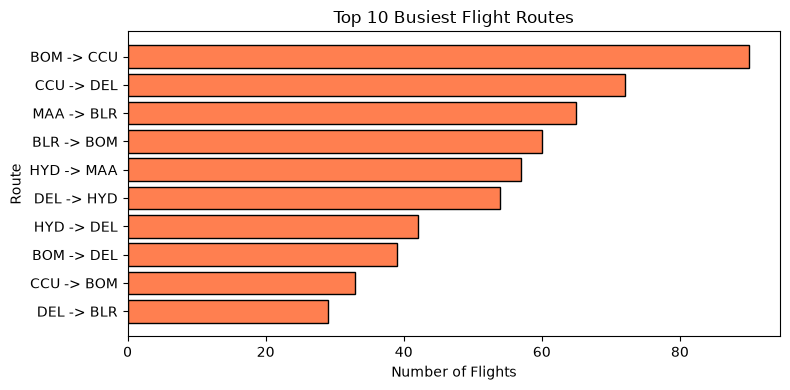 Top 10 Busiest Flight Routes
Route
BOM -> CCU
CCU -> DEL
MAA -> BLR
BLR -> BOM
HYD -> MAA
DEL -> HYD
HYD -> DEL
BOM -> DEL
CCU -> BOM
DEL -> BLR
0 20 40 60 80
Number of Flights